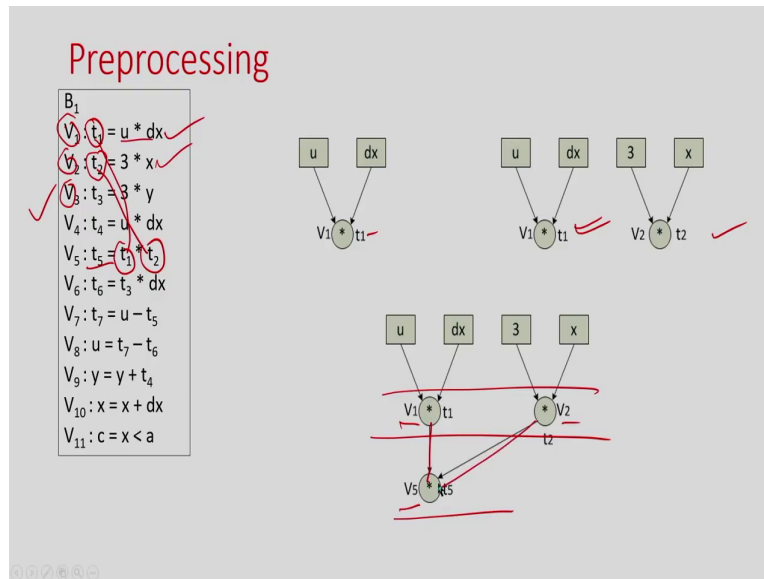 Preprocessing
B1
V1 : t1 = u * dx
V2 : t2 = 3 * x
V3 : t3 = 3 * y
V4 : t4 = u * dx
V5 : t5 = t1 * t2
V6 : t6 = t3 * dx
V7 : t7 = u – t5
V8 : u = t7 – t6
V9 : y = y + t4
V10 : x = x + dx
V11 : c = x < a
u dx
V1 * t1
u dx 3 x
V1 * t1 V2 * t2
u dx 3 x
V1 * t1 * V2
t2
V5 * t5